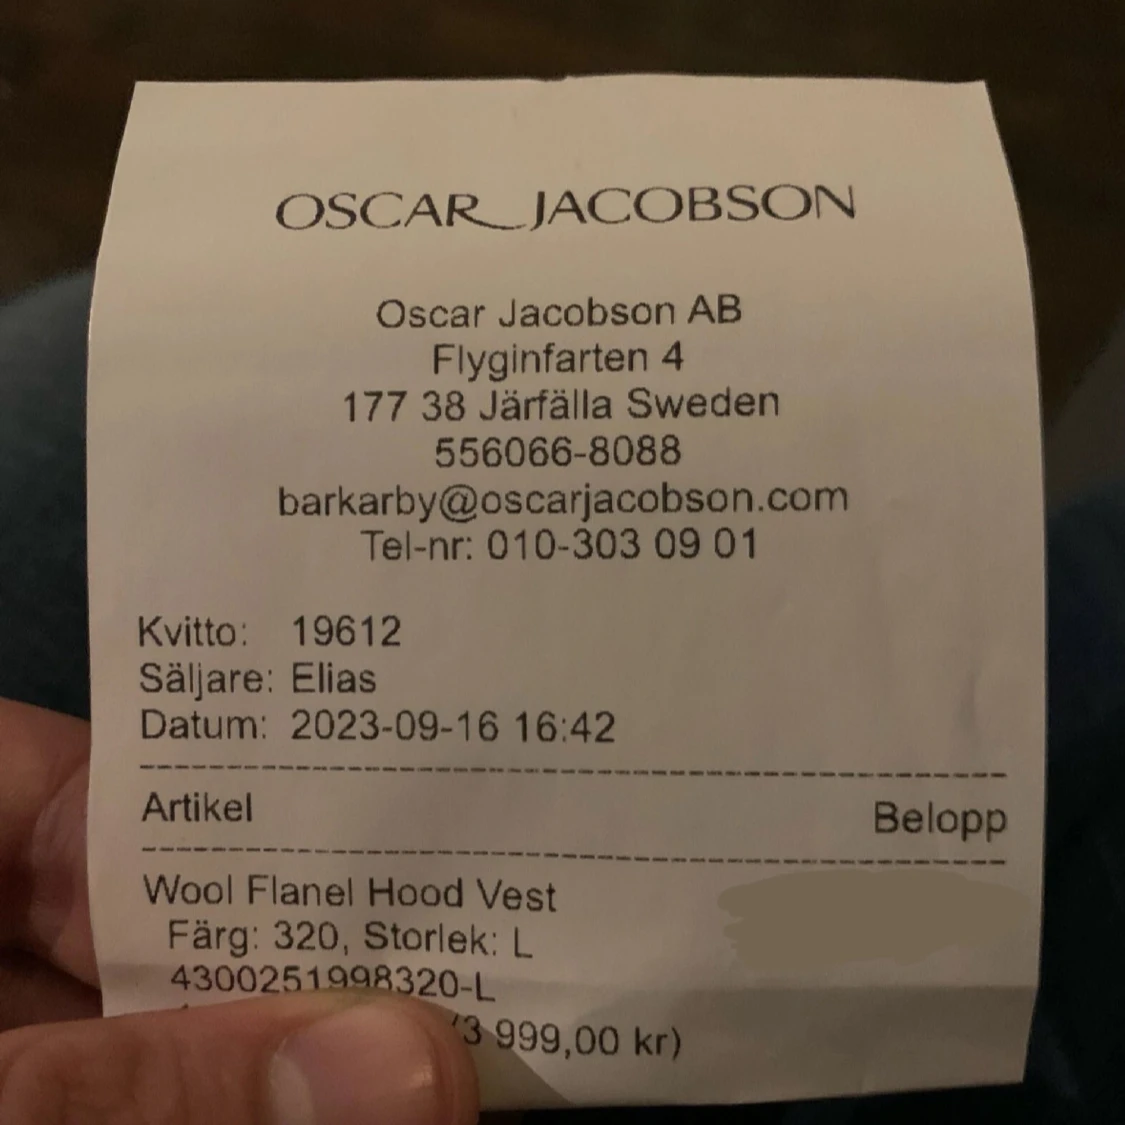 OSCAR JACOBSON
Oscar Jacobson AB
Flyginfarten 4
177 38 Järfälla Sweden
556066-8088
barkarby@oscarjacobson.com
Tel-nr: 010-303 09 01
Kvitto: 19612
Säljare: Elias
Datum: 2023-09-16 16:42
Artikel Belopp
Wool Flanel Hood Vest
Färg: 320, Storlek: L
4300251998320-L
(3 999,00 kr)